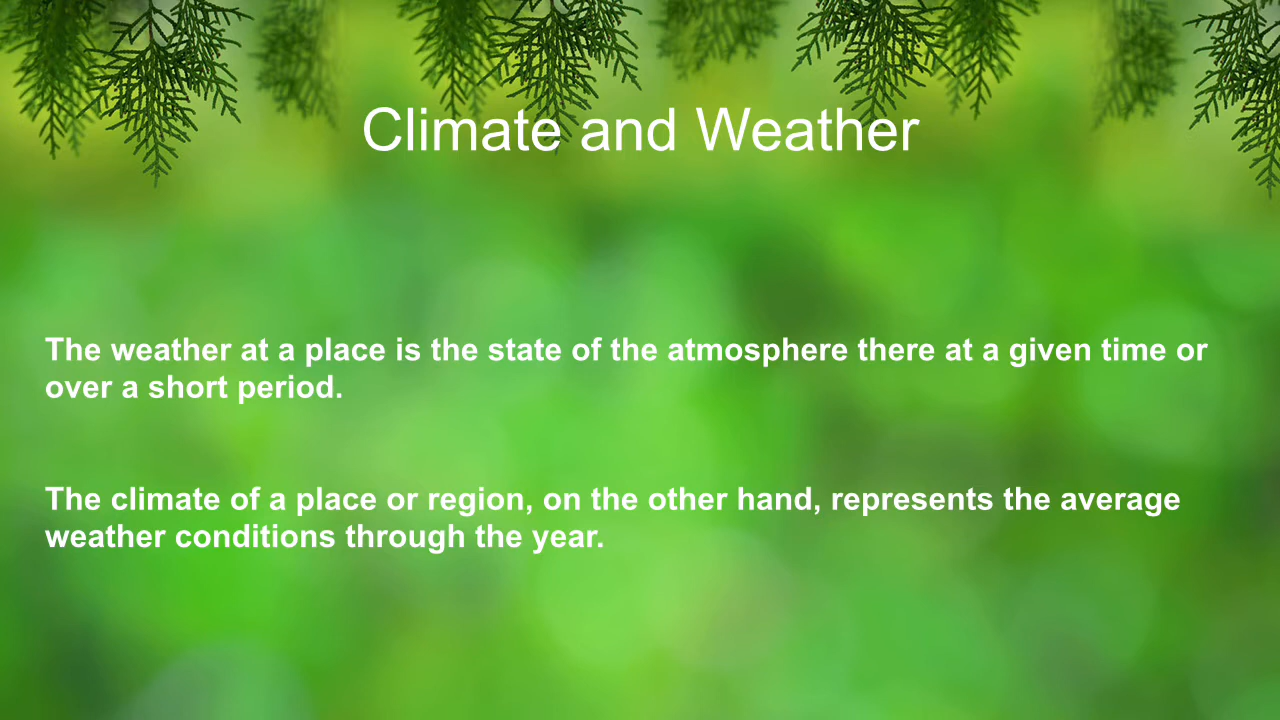 Climate and Weather
The weather at a place is the state of the atmosphere there at a given time or
over a short period.
The climate of a place or region, on the other hand, represents the average
weather conditions through the year.